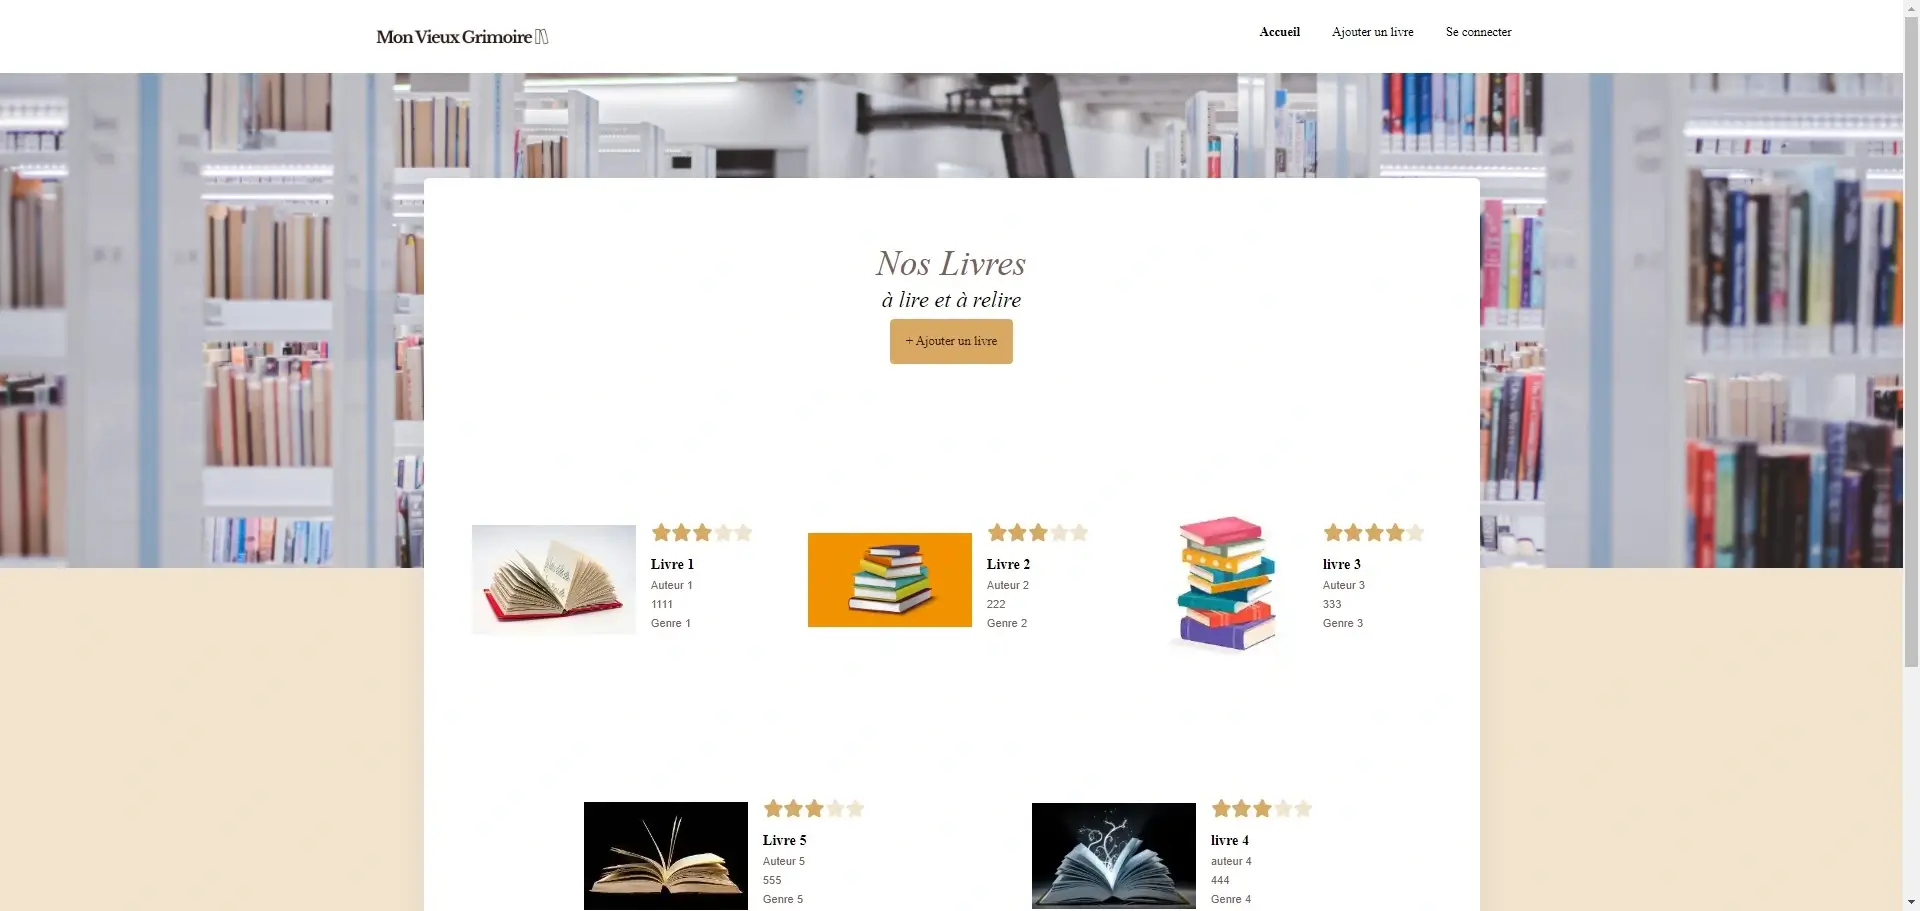 Mon Vieux Grimoire
Accueil
Ajouter un livre
Se connecter
Nos Livres
à lire et à relire
+ Ajouter un livre
Livre 1
Auteur 1
1111
Genre 1
Livre 2
Auteur 2
222
Genre 2
livre 3
Auteur 3
333
Genre 3
Livre 5
Auteur 5
555
Genre 5
livre 4
auteur 4
444
Genre 4